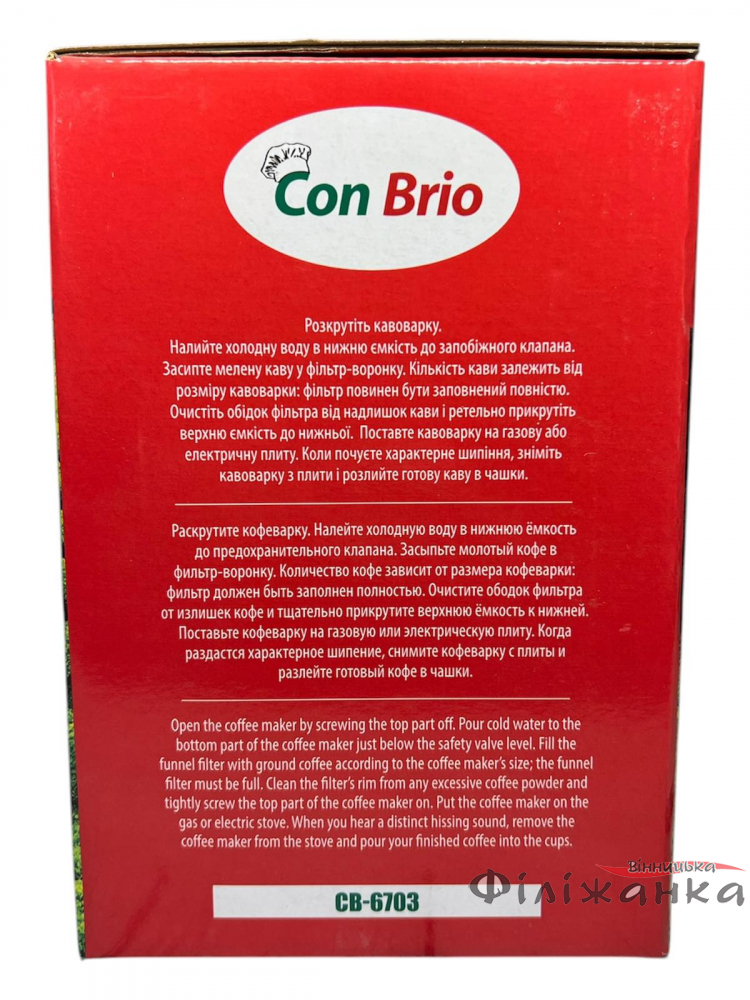 Con Brio
Розкрутіть кавоварку.
Налийте холодну воду в нижню ємкість до запобіжного клапана.
Засипте мелену каву у фільтр-воронку. Кількість кави залежить від
розміру кавоварки: фільтр повинен бути заповнений повністю.
Очистіть обідок фільтра від надлишок кави і ретельно прикрутіть
верхню ємкість до нижньої. Поставте кавоварку на газову або
електричну плиту. Коли почуєте характерне шипіння, зніміть
кавоварку з плити і розлийте готову каву в чашки.
Раскрутите кофеварку. Налейте холодную воду в нижнюю ёмкость
до предохранительного клапана. Засыпьте молотый кофе в
фильтр-воронку. Количество кофе зависит от размера кофеварки:
фильтр должен быть заполнен полностью. Очистите ободок фильтра
от излишек кофе и тщательно прикрутите верхнюю ёмкость к нижней.
Поставьте кофеварку на газовую или электрическую плиту. Когда
раздастся характерное шипение, снимите кофеварку с плиты и
разлейте готовый кофе в чашки.
Open the coffee maker by screwing the top part off. Pour cold water to the
bottom part of the coffee maker just below the safety valve level. Fill the
funnel filter with ground coffee according to the coffee maker's size; the funnel
filter must be full. Clean the filter's rim from any excessive coffee powder and
tightly screw the top part of the coffee maker on. Put the coffee maker on the
gas or electric stove. When you hear a distinct hissing sound, remove the
coffee maker from the stove and pour your finished coffee into the cups.
Вінницька
Філіжанка
CB-6703